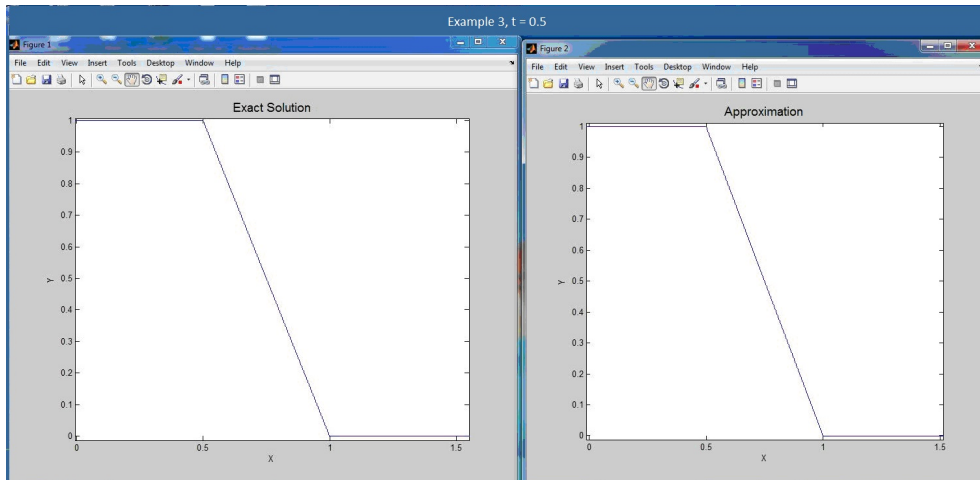 Example 3, t = 0.5
Figure 1
File Edit View Insert Tools Desktop Window Help
Exact Solution
1
0.9
0.8
0.7
0.6
0.5
0.4
0.3
0.2
0.1
0
Y
0 0.5 1 1.5
X
Figure 2
File Edit View Insert Tools Desktop Window Help
Approximation
1
0.9
0.8
0.7
0.6
0.5
0.4
0.3
0.2
0.1
0
Y
0 0.5 1 1.5
X